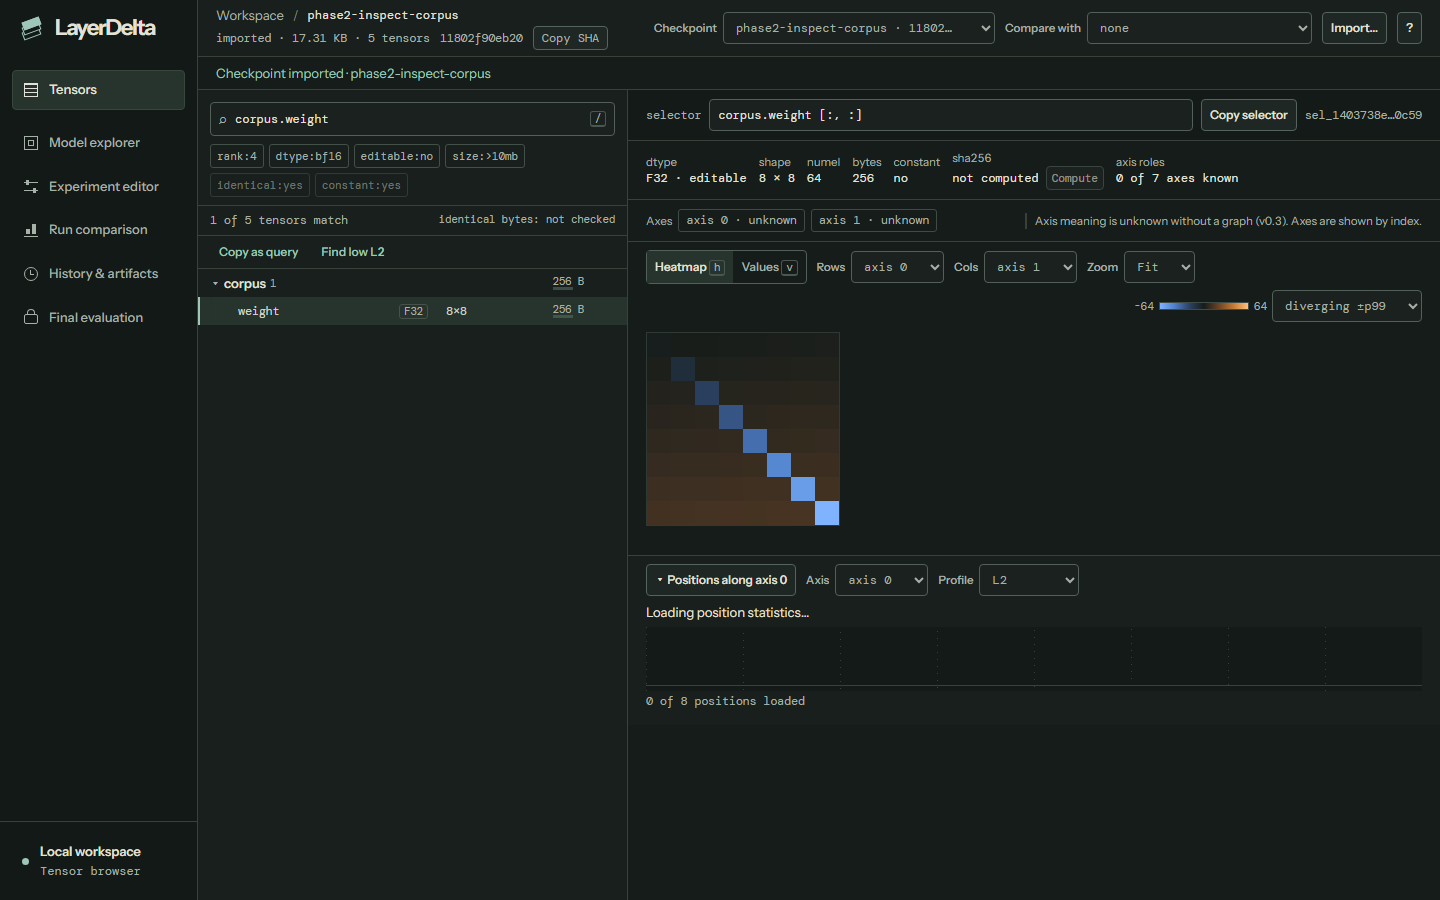 LayerDelta
Workspace / phase2-inspect-corpus
imported · 17.31 KB · 5 tensors 11802f90eb20 Copy SHA
Checkpoint phase2-inspect-corpus · 11802… Compare with none Import… ?
Checkpoint imported · phase2-inspect-corpus
Tensors
Model explorer
Experiment editor
Run comparison
History & artifacts
Final evaluation
Local workspace
Tensor browser
corpus.weight /
rank:4 dtype:bf16 editable:no size:>10mb
identical:yes constant:yes
1 of 5 tensors match identical bytes: not checked
Copy as query Find low L2
corpus 1 256 B
weight F32 8×8 256 B
selector corpus.weight [:, :] Copy selector sel_1403738e…0c59
dtype shape numel bytes constant sha256 axis roles
F32 · editable 8 × 8 64 256 no not computed Compute 0 of 7 axes known
Axes axis 0 · unknown axis 1 · unknown Axis meaning is unknown without a graph (v0.3). Axes are shown by index.
Heatmap h Values v Rows axis 0 Cols axis 1 Zoom Fit
-64 64 diverging ±p99
Positions along axis 0 Axis axis 0 Profile L2
Loading position statistics…
0 of 8 positions loaded